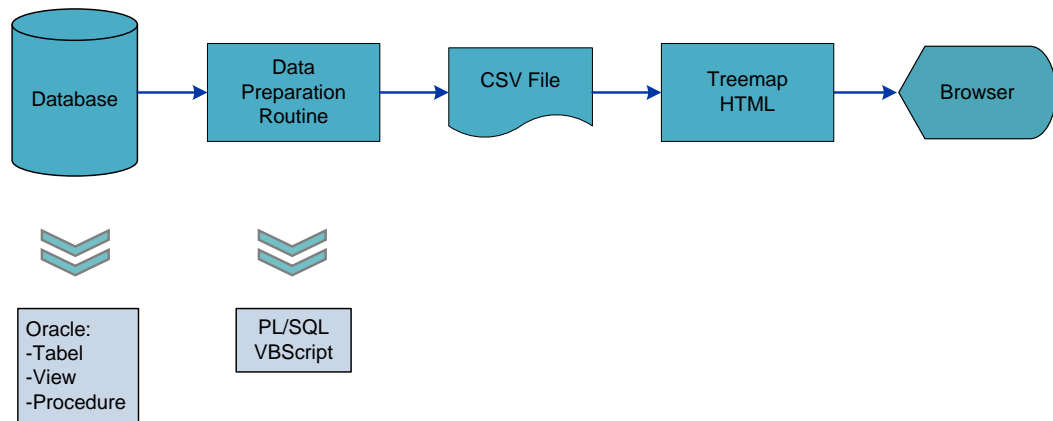 Database
Data
Preparation
Routine
CSV File
Treemap
HTML
Browser
Oracle:
-Tabel
-View
-Procedure
PL/SQL
VBScript